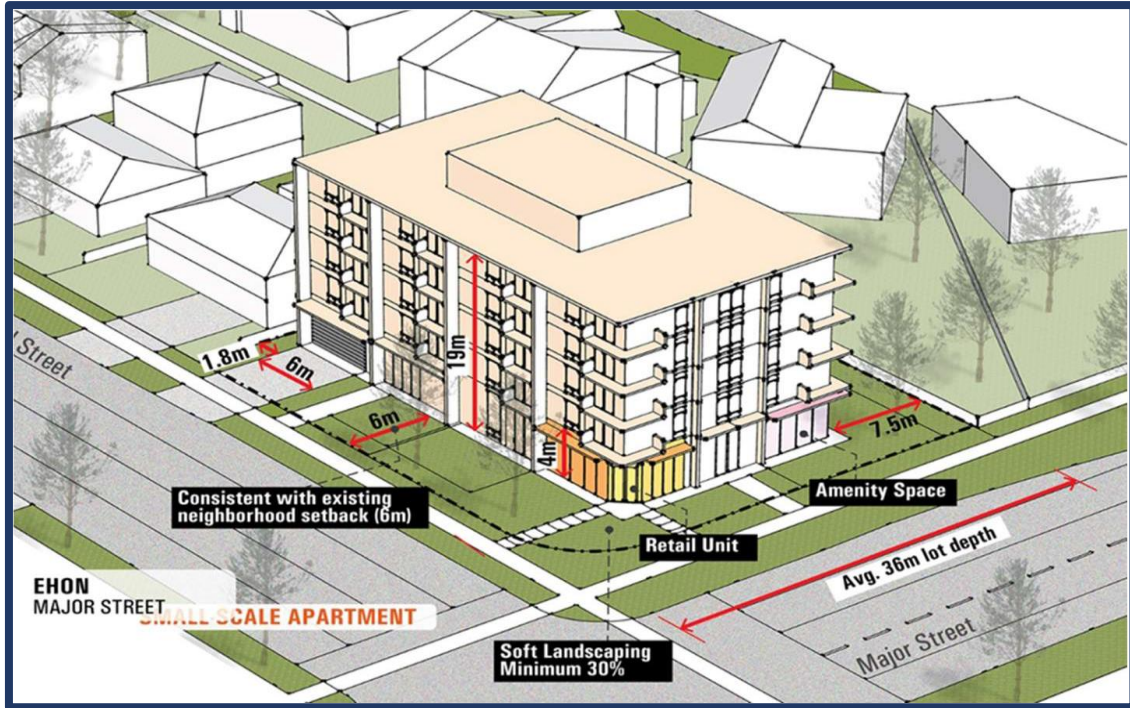 Street
1.8m
6m
6m
19m
4m
7.5m
Consistent with existing
neighborhood setback (6m)
Amenity Space
Retail Unit
Avg. 36m lot depth
EHON
MAJOR STREET
SMALL SCALE APARTMENT
Soft Landscaping
Minimum 30%
Major Street